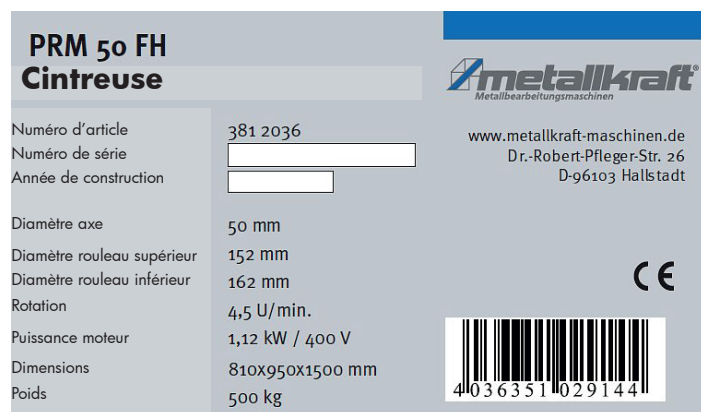 PRM 50 FH
Cintreuse
metallkraft®
Metallbearbeitungsmaschinen
www.metallkraft-maschinen.de
Dr.-Robert-Pfleger-Str. 26
D-96103 Hallstadt
Numéro d'article 381 2036
Numéro de série
Année de construction
Diamètre axe 50 mm
Diamètre rouleau supérieur 152 mm
Diamètre rouleau inférieur 162 mm
Rotation 4,5 U/min.
Puissance moteur 1,12 kW / 400 V
Dimensions 810x950x1500 mm
Poids 500 kg
CE
4 036351 029144